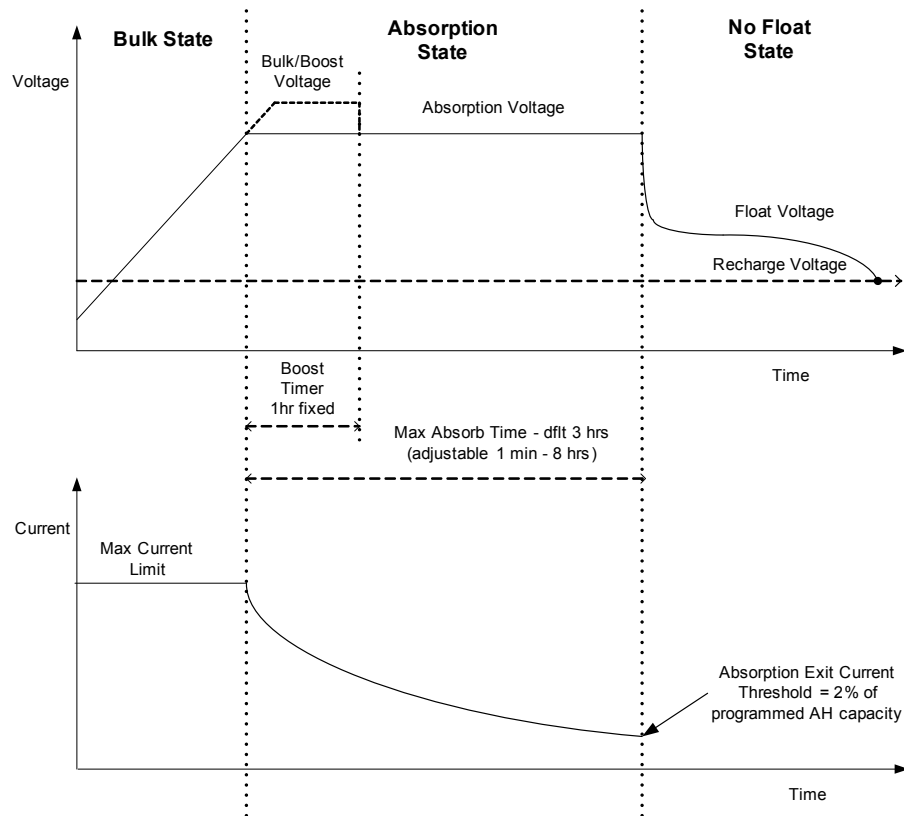 Bulk State
Absorption
State
No Float
State
Voltage
Bulk/Boost
Voltage
Absorption Voltage
Float Voltage
Recharge Voltage
Time
Boost
Timer
1hr fixed
Max Absorb Time - dflt 3 hrs
(adjustable 1 min - 8 hrs)
Current
Max Current
Limit
Absorption Exit Current
Threshold = 2% of
programmed AH capacity
Time